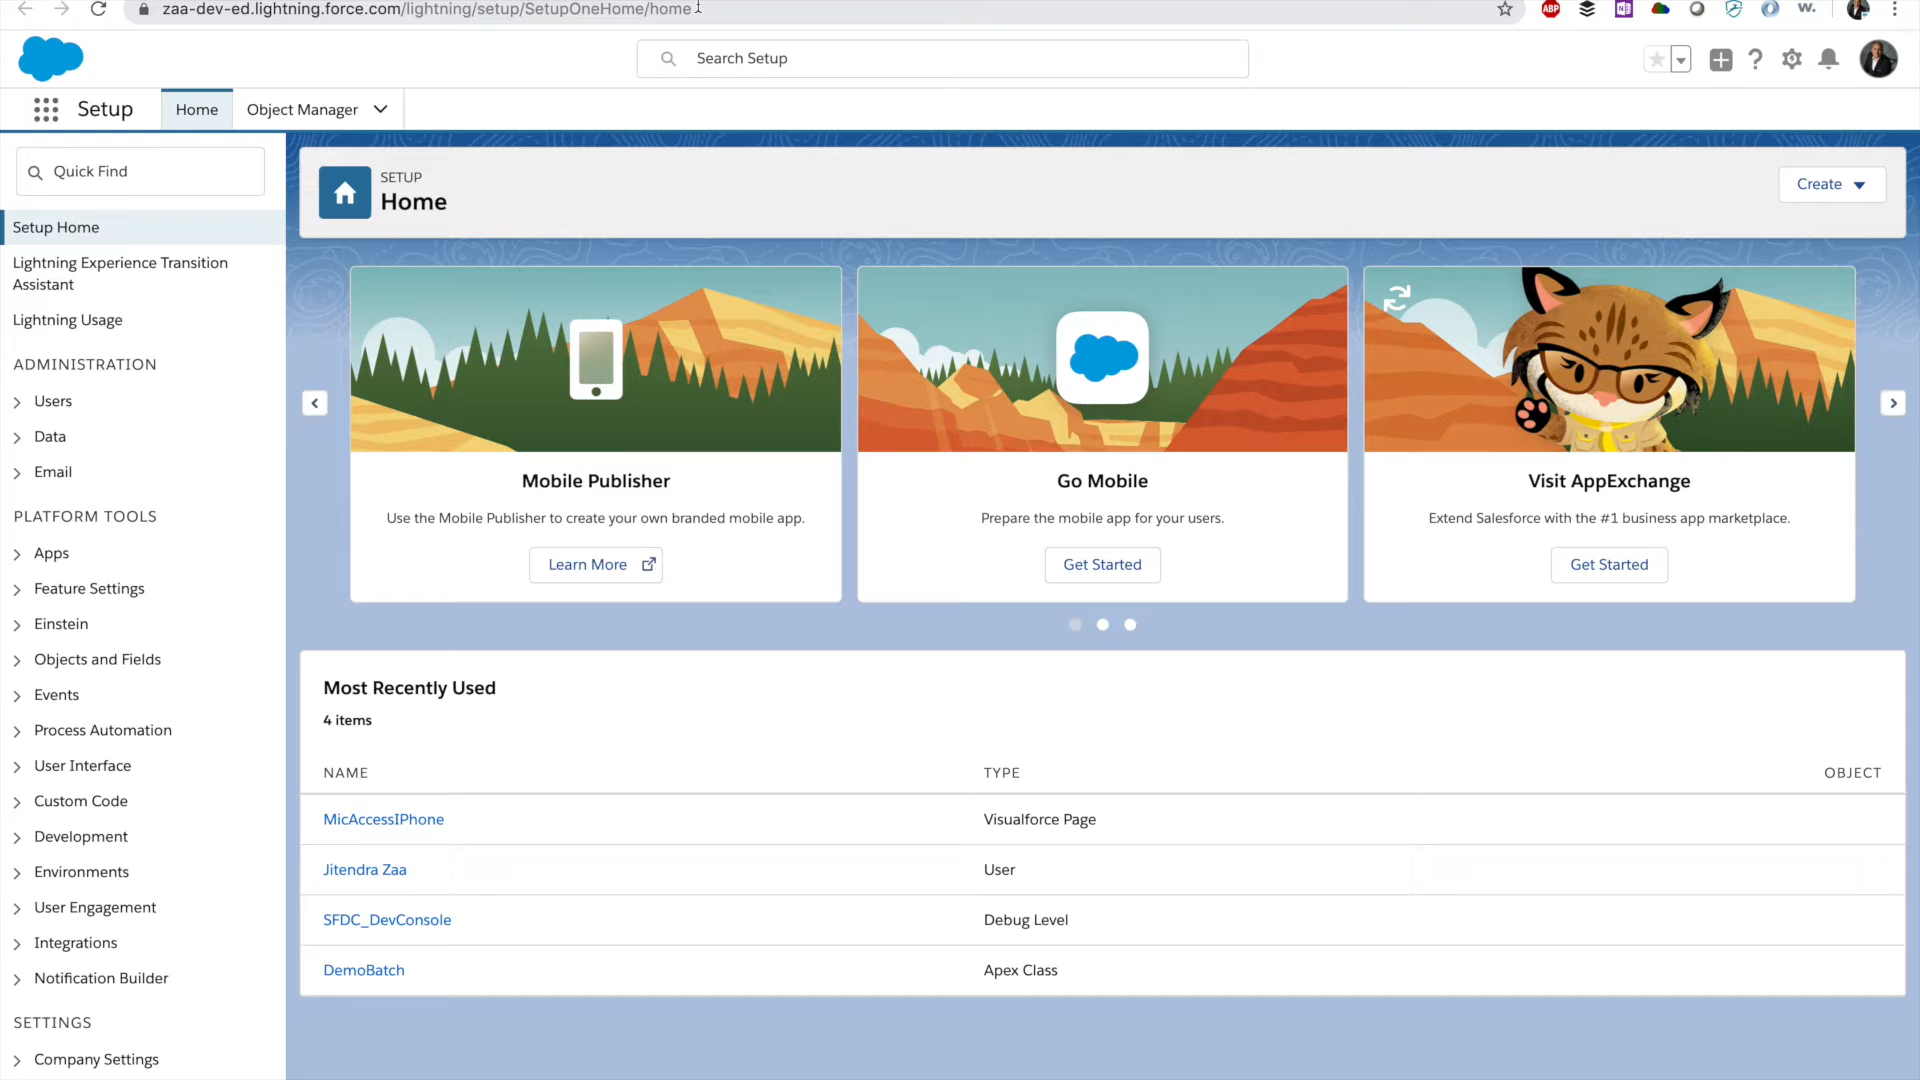 zaa-dev-ed.lightning.force.com/lightning/setup/SetupOneHome/home
ABP
N
w.
Search Setup
Setup
Home
Object Manager
Quick Find
Setup Home
Lightning Experience Transition
Assistant
Lightning Usage
ADMINISTRATION
Users
Data
Email
PLATFORM TOOLS
Apps
Feature Settings
Einstein
Objects and Fields
Events
Process Automation
User Interface
Custom Code
Development
Environments
User Engagement
Integrations
Notification Builder
SETTINGS
Company Settings
SETUP
Home
Create
Mobile Publisher
Use the Mobile Publisher to create your own branded mobile app.
Learn More
Go Mobile
Prepare the mobile app for your users.
Get Started
Visit AppExchange
Extend Salesforce with the #1 business app marketplace.
Get Started
Most Recently Used
4 items
NAME TYPE OBJECT
MicAccessIPhone Visualforce Page
Jitendra Zaa User
SFDC_DevConsole Debug Level
DemoBatch Apex Class